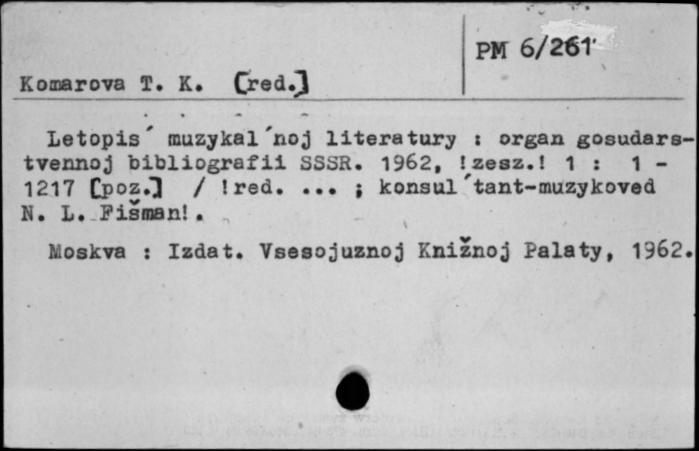 PM 6/261
Komarova T. K. [red.]
Letopis´ muzykal´noj literatury : organ gosudars-
tvennoj bibliografii SSSR. 1962, !zesz.! 1 : 1 -
1217 [poz.] / !red. ... ; konsul´tant-muzykoved
N. L. Fišman!.
Moskva : Izdat. Vsesojuznoj Knižnoj Palaty, 1962.